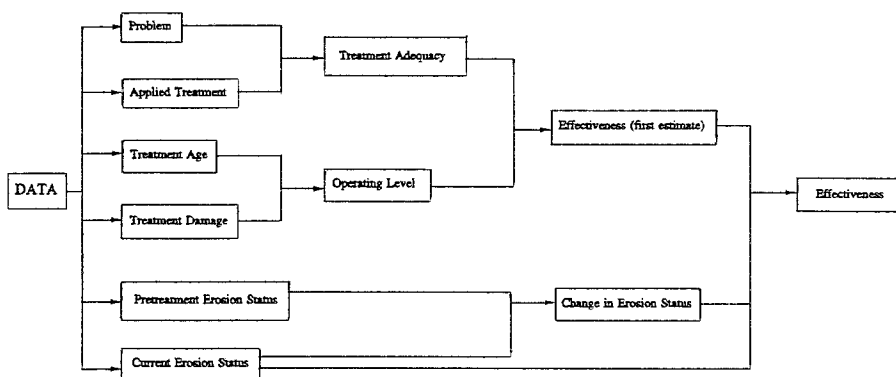 Problem
Treatment Adequacy
Applied Treatment
Effectiveness (first estimate)
Treatment Age
DATA
Operating Level
Effectiveness
Treatment Damage
Pretreatment Erosion Status
Change in Erosion Status
Current Erosion Status